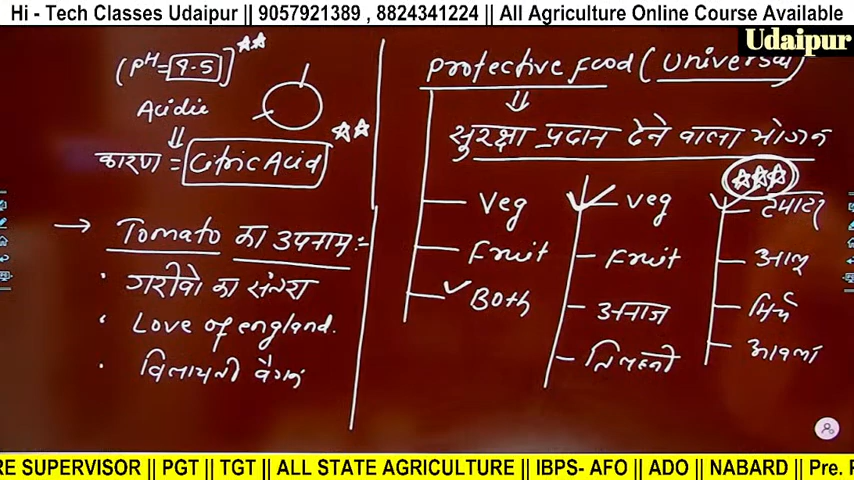 Hi - Tech Classes Udaipur || 9057921389 , 8824341224 || All Agriculture Online Course Available
Udaipur
(pH = 4.5)
Acidic
कारण = Citric Acid
→ Tomato का उपनाम :-
• गरीबो का संतरा
• Love of england.
• विलायती बैंगन
Protective Food (Universal)
सुरक्षा प्रदान देने वाला भोजन
Veg
Fruit
Both
Veg
Fruit
अनाज
तिलहनी
टमाटर
आलू
मिर्च
आंवला
RE SUPERVISOR || PGT || TGT || ALL STATE AGRICULTURE || IBPS- AFO || ADO || NABARD || Pre. P